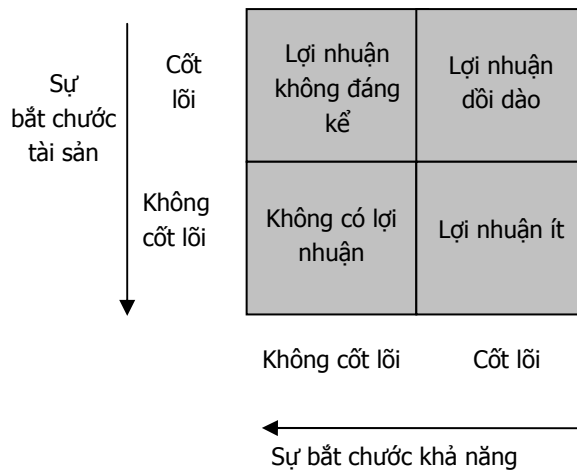 Sự
bắt chước
tài sản
Cốt
lõi
Lợi nhuận
không đáng
kể
Lợi nhuận
dồi dào
Không
cốt lõi
Không có lợi
nhuận
Lợi nhuận ít
Không cốt lõi
Cốt lõi
Sự bắt chước khả năng